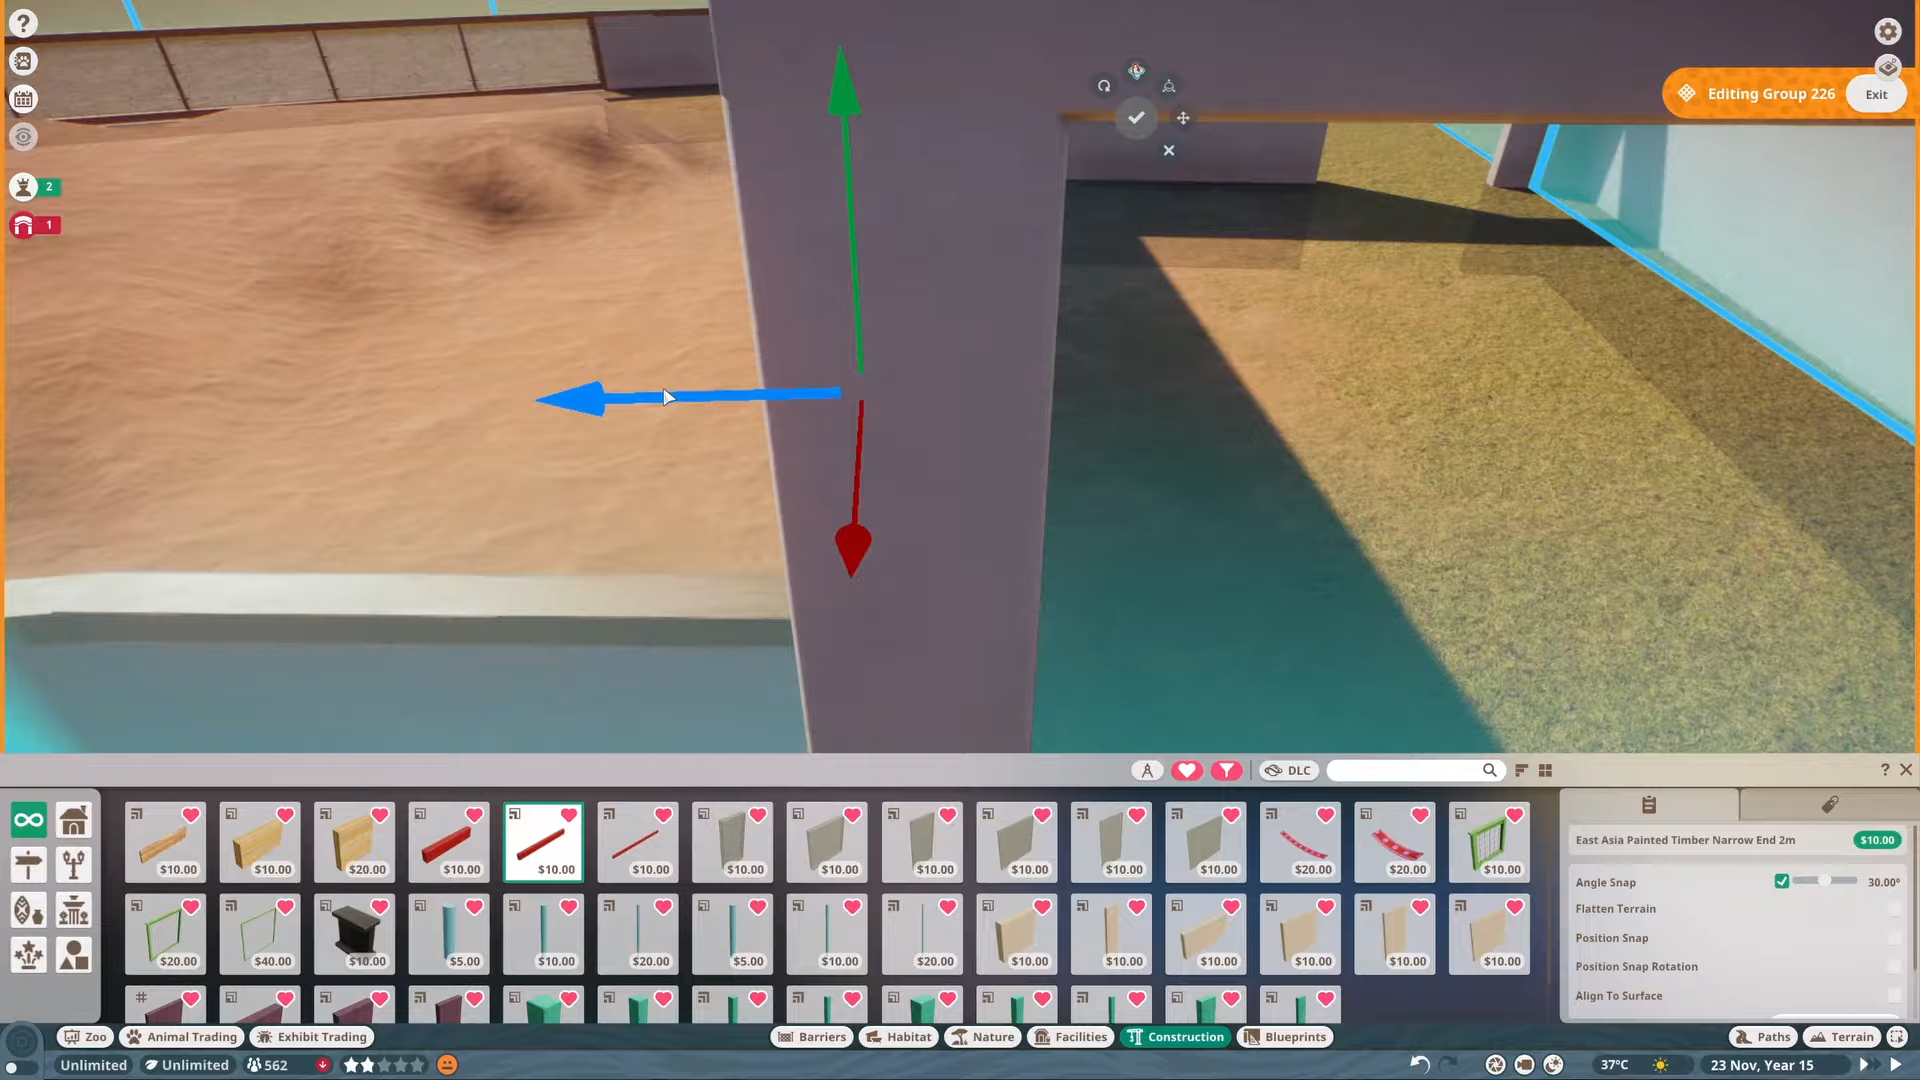 ?
Editing Group 226
Exit
2
1
DLC
? ×
$10.00 $10.00 $20.00 $10.00 $10.00 $10.00 $10.00 $10.00 $10.00 $10.00 $10.00 $10.00 $20.00 $20.00 $10.00
$20.00 $40.00 $10.00 $5.00 $10.00 $20.00 $5.00 $10.00 $20.00 $10.00 $10.00 $10.00 $10.00 $10.00 $10.00
East Asia Painted Timber Narrow End 2m $10.00
Angle Snap 30.00°
Flatten Terrain
Position Snap
Position Snap Rotation
Align To Surface
Zoo Animal Trading Exhibit Trading Barriers Habitat Nature Facilities Construction Blueprints Paths Terrain
Unlimited Unlimited 562 37°C 23 Nov, Year 15